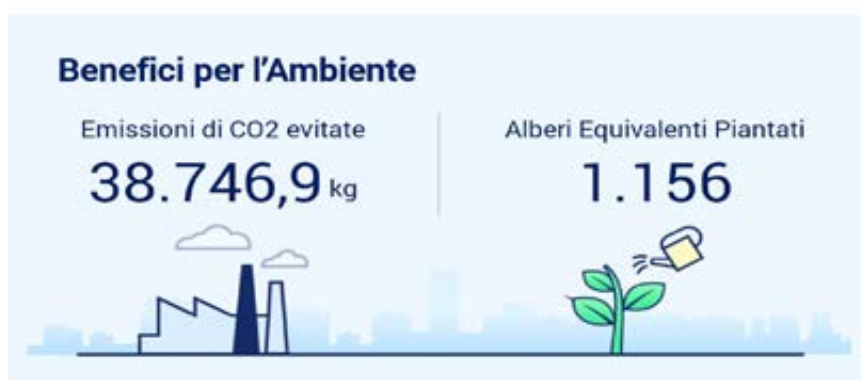 Benefici per l'Ambiente
Emissioni di CO2 evitate
38.746,9 kg
Alberi Equivalenti Piantati
1.156